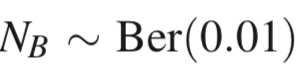 N_B ∼ Ber(0.01)